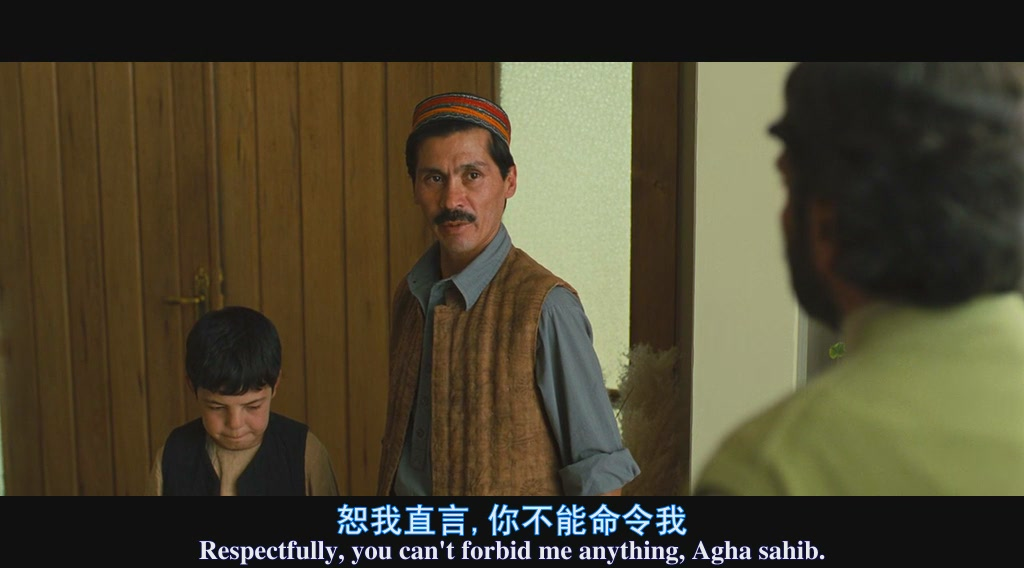 恕我直言,你不能命令我
Respectfully, you can't forbid me anything, Agha sahib.